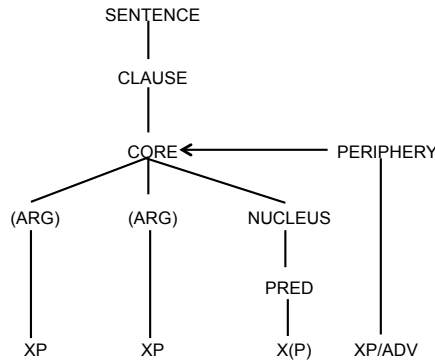 SENTENCE
CLAUSE
CORE PERIPHERY
(ARG) (ARG) NUCLEUS
PRED
XP XP X(P) XP/ADV